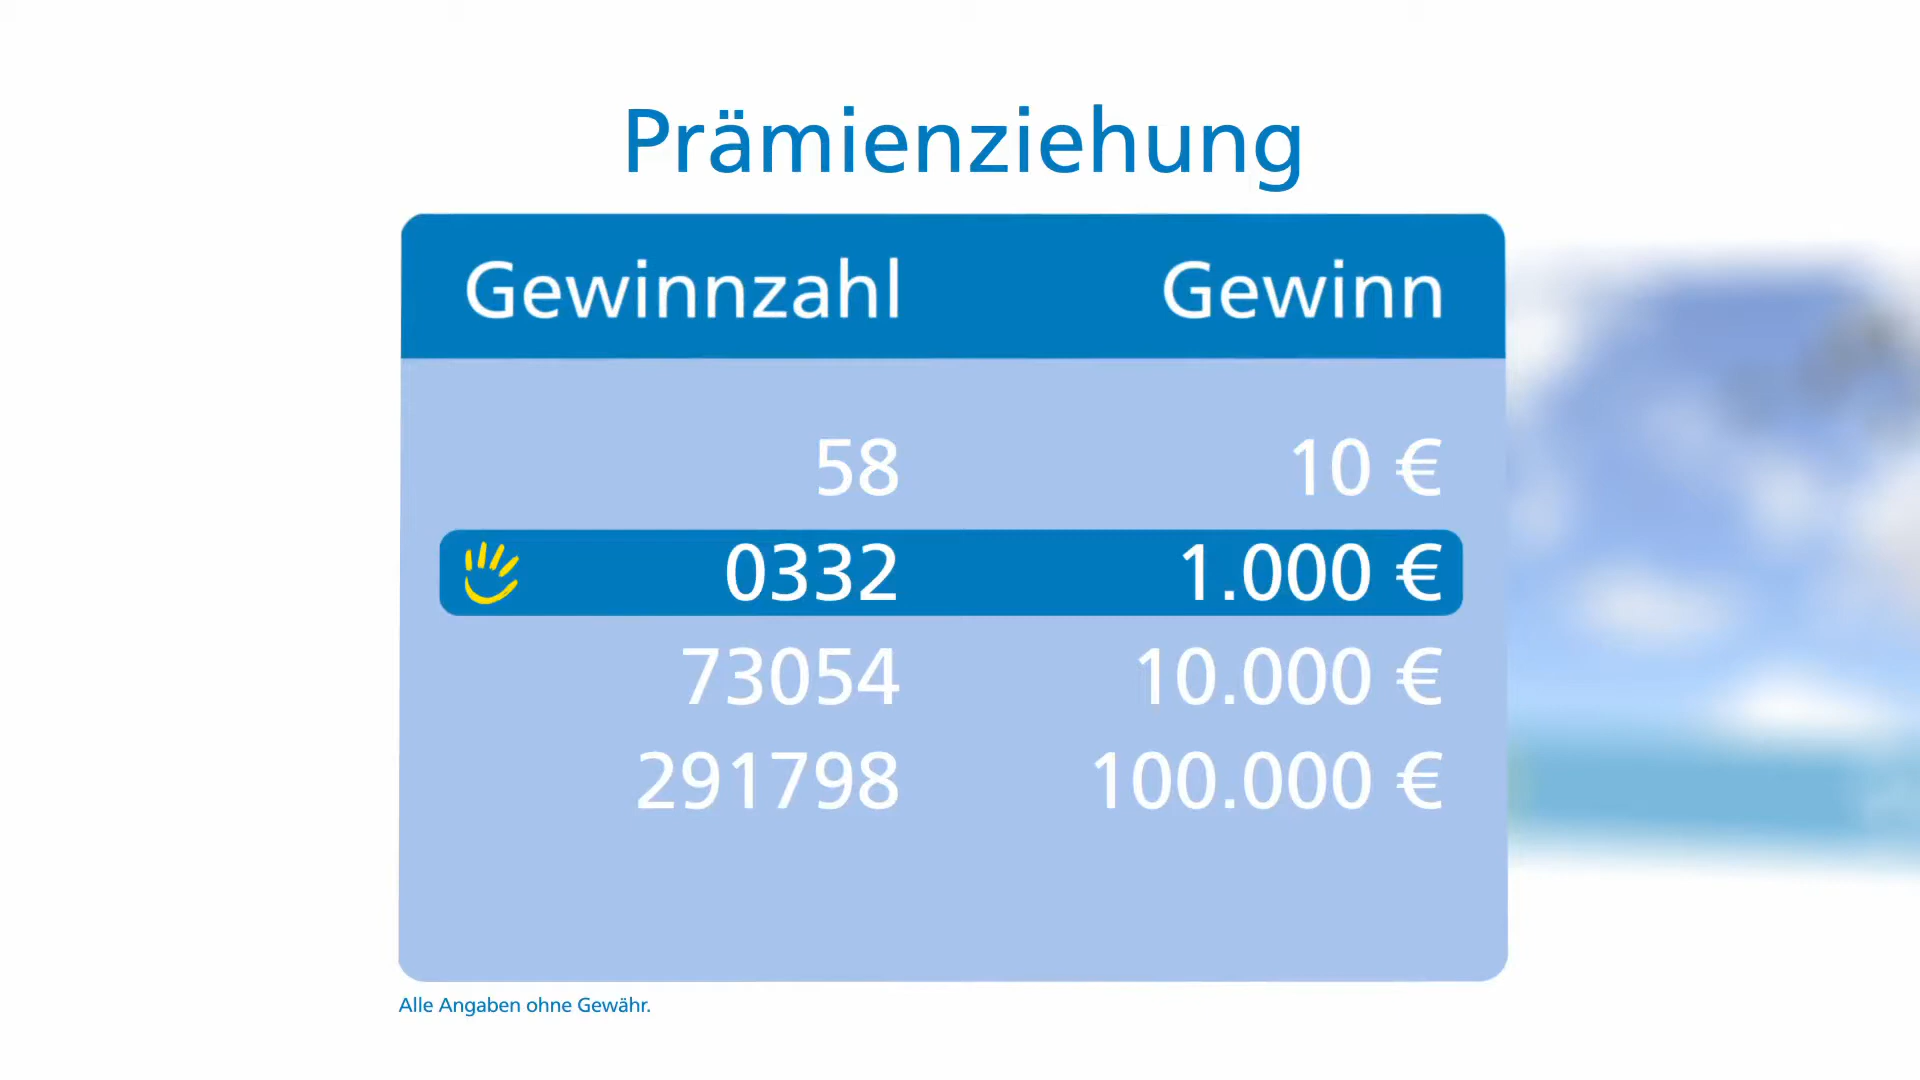 Prämienziehung
Gewinnzahl Gewinn
58 10 €
0332 1.000 €
73054 10.000 €
291798 100.000 €
Alle Angaben ohne Gewähr.